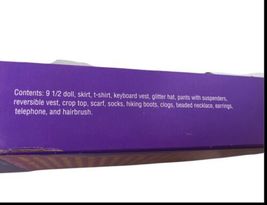 Contents: 9 1/2 doll, skirt, t-shirt, keyboard vest, glitter hat, pants with suspenders,
reversible vest, crop top, scarf, socks, hiking boots, clogs, beaded necklace, earrings,
telephone, and hairbrush.